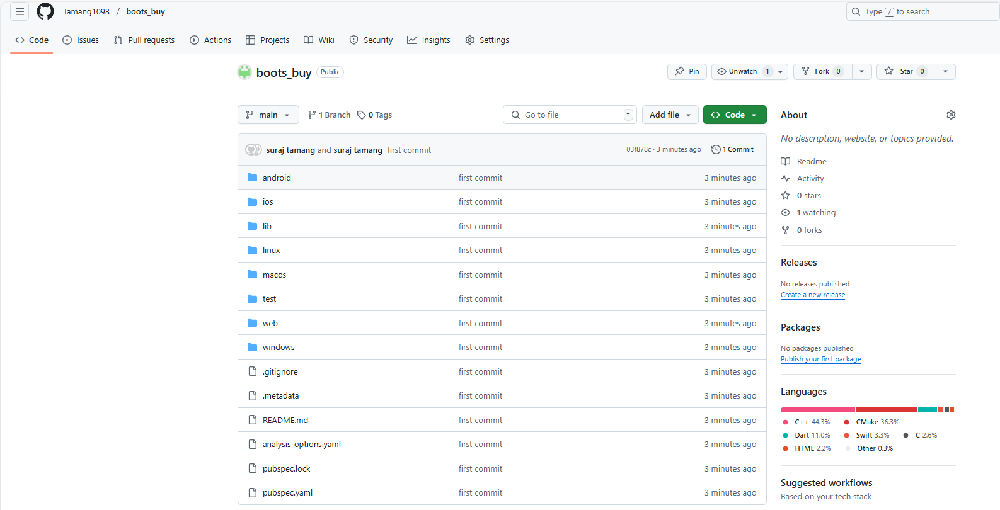 Tamang1098 / boots_buy
Type / to search
Code Issues Pull requests Actions Projects Wiki Security Insights Settings
boots_buy Public
Pin Unwatch 1 Fork 0 Star 0
main 1 Branch 0 Tags
Go to file t Add file Code
suraj tamang and suraj tamang first commit 03f878c · 3 minutes ago 1 Commit
android first commit 3 minutes ago
ios first commit 3 minutes ago
lib first commit 3 minutes ago
linux first commit 3 minutes ago
macos first commit 3 minutes ago
test first commit 3 minutes ago
web first commit 3 minutes ago
windows first commit 3 minutes ago
.gitignore first commit 3 minutes ago
.metadata first commit 3 minutes ago
README.md first commit 3 minutes ago
analysis_options.yaml first commit 3 minutes ago
pubspec.lock first commit 3 minutes ago
pubspec.yaml first commit 3 minutes ago
About
No description, website, or topics provided.
Readme
Activity
0 stars
1 watching
0 forks
Releases
No releases published
Create a new release
Packages
No packages published
Publish your first package
Languages
C++ 44.3% CMake 36.3%
Dart 11.0% Swift 3.3% C 2.6%
HTML 2.2% Other 0.3%
Suggested workflows
Based on your tech stack